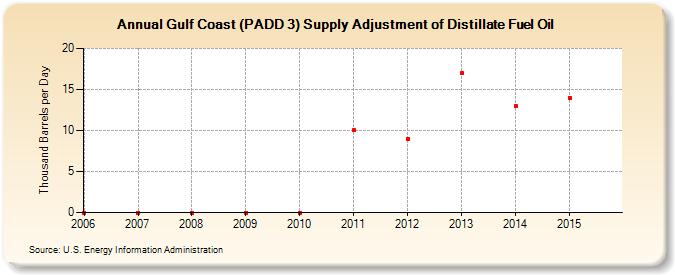 Annual Gulf Coast (PADD 3) Supply Adjustment of Distillate Fuel Oil
Thousand Barrels per Day
20
15
10
5
0
2006 2007 2008 2009 2010 2011 2012 2013 2014 2015
Source: U.S. Energy Information Administration